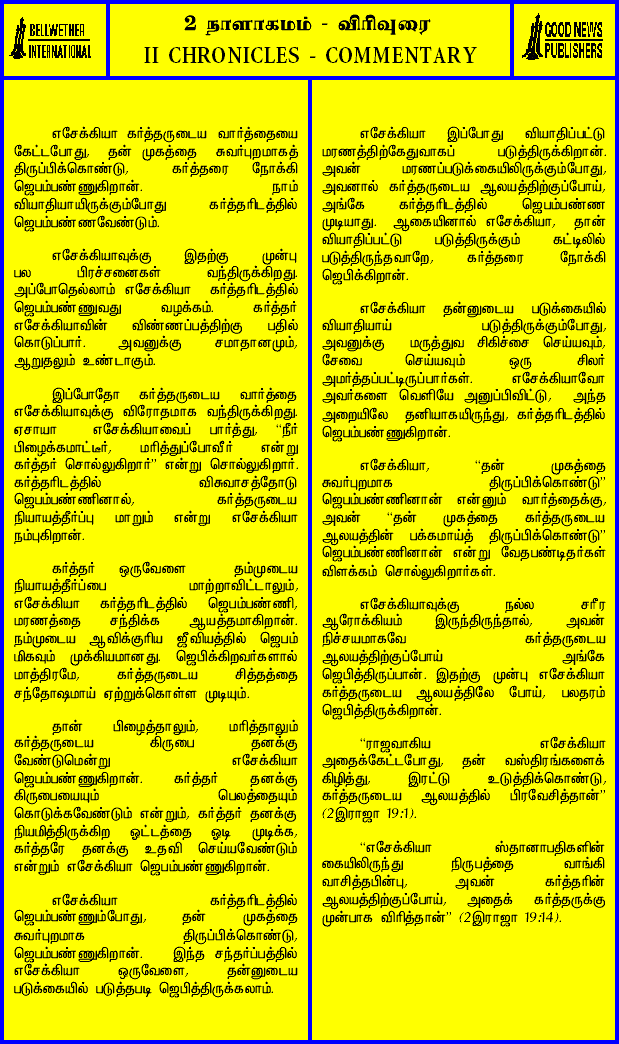 BELLWETHER
INTERNATIONAL
2 நாளாகமம் - விரிவுரை
II CHRONICLES - COMMENTARY
GOOD NEWS
PUBLISHERS
எசேக்கியா கர்த்தருடைய வார்த்தையை
கேட்டபோது, தன் முகத்தை சுவர்புறமாகத்
திருப்பிக்கொண்டு, கர்த்தரை நோக்கி
ஜெபம்பண்ணுகிறான். நாம்
வியாதியாயிருக்கும்போது கர்த்தரிடத்தில்
ஜெபம்பண்ணவேண்டும்.
எசேக்கியாவுக்கு இதற்கு முன்பு
பல பிரச்சனைகள் வந்திருக்கிறது.
அப்போதெல்லாம் எசேக்கியா கர்த்தரிடத்தில்
ஜெபம்பண்ணுவது வழக்கம். கர்த்தர்
எசேக்கியாவின் விண்ணப்பத்திற்கு பதில்
கொடுப்பார். அவனுக்கு சமாதானமும்,
ஆறுதலும் உண்டாகும்.
இப்போதோ கர்த்தருடைய வார்த்தை
எசேக்கியாவுக்கு விரோதமாக வந்திருக்கிறது.
ஏசாயா எசேக்கியாவைப் பார்த்து, “நீர்
பிழைக்கமாட்டீர், மரித்துப்போவீர் என்று
கர்த்தர் சொல்லுகிறார்” என்று சொல்லுகிறார்.
கர்த்தரிடத்தில் விசுவாசத்தோடு
ஜெபம்பண்ணினால், கர்த்தருடைய
நியாயத்தீர்ப்பு மாறும் என்று எசேக்கியா
நம்புகிறான்.
கர்த்தர் ஒருவேளை தம்முடைய
நியாயத்தீர்ப்பை மாற்றாவிட்டாலும்,
எசேக்கியா கர்த்தரிடத்தில் ஜெபம்பண்ணி,
மரணத்தை சந்திக்க ஆயத்தமாகிறான்.
நம்முடைய ஆவிக்குரிய ஜீவியத்தில் ஜெபம்
மிகவும் முக்கியமானது. ஜெபிக்கிறவர்களால்
மாத்திரமே, கர்த்தருடைய சித்தத்தை
சந்தோஷமாய் ஏற்றுக்கொள்ள முடியும்.
தான் பிழைத்தாலும், மரித்தாலும்
கர்த்தருடைய கிருபை தனக்கு
வேண்டுமென்று எசேக்கியா
ஜெபம்பண்ணுகிறான். கர்த்தர் தனக்கு
கிருபையையும் பெலத்தையும்
கொடுக்கவேண்டும் என்றும், கர்த்தர் தனக்கு
நியமித்திருக்கிற ஓட்டத்தை ஓடி முடிக்க,
கர்த்தரே தனக்கு உதவி செய்யவேண்டும்
என்றும் எசேக்கியா ஜெபம்பண்ணுகிறான்.
எசேக்கியா கர்த்தரிடத்தில்
ஜெபம்பண்ணும்போது, தன் முகத்தை
சுவர்புறமாக திருப்பிக்கொண்டு,
ஜெபம்பண்ணுகிறான். இந்த சந்தர்ப்பத்தில்
எசேக்கியா ஒருவேளை, தன்னுடைய
படுக்கையில் படுத்தபடி ஜெபித்திருக்கலாம்.
எசேக்கியா இப்போது வியாதிப்பட்டு
மரணத்திற்கேதுவாகப் படுத்திருக்கிறான்.
அவன் மரணப்படுக்கையிலிருக்கும்போது,
அவனால் கர்த்தருடைய ஆலயத்திற்குப்போய்,
அங்கே கர்த்தரிடத்தில் ஜெபம்பண்ண
முடியாது. ஆகையினால் எசேக்கியா, தான்
வியாதிப்பட்டு படுத்திருக்கும் கட்டிலில்
படுத்திருந்தவாறே, கர்த்தரை நோக்கி
ஜெபிக்கிறான்.
எசேக்கியா தன்னுடைய படுக்கையில்
வியாதியாய் படுத்திருக்கும்போது,
அவனுக்கு மருத்துவ சிகிச்சை செய்யவும்,
சேவை செய்யவும் ஒரு சிலர்
அமர்த்தப்பட்டிருப்பார்கள். எசேக்கியாவோ
அவர்களை வெளியே அனுப்பிவிட்டு, அந்த
அறையிலே தனியாகயிருந்து, கர்த்தரிடத்தில்
ஜெபம்பண்ணுகிறான்.
எசேக்கியா, “தன் முகத்தை
சுவர்புறமாக திருப்பிக்கொண்டு”
ஜெபம்பண்ணினான் என்னும் வார்த்தைக்கு,
அவன் “தன் முகத்தை கர்த்தருடைய
ஆலயத்தின் பக்கமாய்த் திருப்பிக்கொண்டு”
ஜெபம்பண்ணினான் என்று வேதபண்டிதர்கள்
விளக்கம் சொல்லுகிறார்கள்.
எசேக்கியாவுக்கு நல்ல சரீர
ஆரோக்கியம் இருந்திருந்தால், அவன்
நிச்சயமாகவே கர்த்தருடைய
ஆலயத்திற்குப்போய் அங்கே
ஜெபித்திருப்பான். இதற்கு முன்பு எசேக்கியா
கர்த்தருடைய ஆலயத்திலே போய், பலதரம்
ஜெபித்திருக்கிறான்.
“ராஜவாகிய எசேக்கியா
அதைக்கேட்டபோது, தன் வஸ்திரங்களைக்
கிழித்து, இரட்டு உடுத்திக்கொண்டு,
கர்த்தருடைய ஆலயத்தில் பிரவேசித்தான்”
(2இராஜா 19:1).
“எசேக்கியா ஸ்தானாபதிகளின்
கையிலிருந்து நிருபத்தை வாங்கி
வாசித்தபின்பு, அவன் கர்த்தரின்
ஆலயத்திற்குப்போய், அதைக் கர்த்தருக்கு
முன்பாக விரித்தான்” (2இராஜா 19:14).